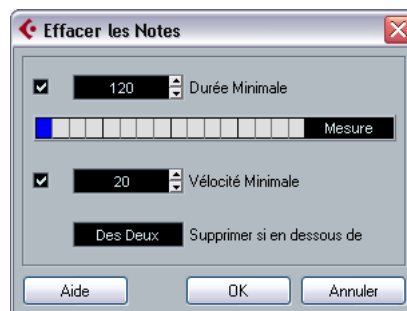 Effacer les Notes
120 Durée Minimale
Mesure
20 Vélocité Minimale
Des Deux Supprimer si en dessous de
Aide OK Annuler